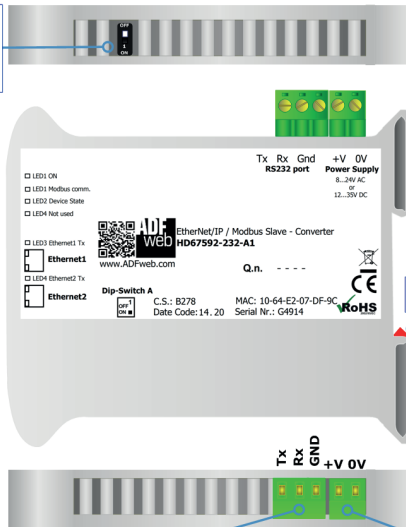 OFF
1
ON
Tx Rx Gnd +V 0V
RS232 port Power Supply
8...24V AC
or
12...35V DC
LED1 ON
LED1 Modbus comm.
LED2 Device State
LED4 Not used
LED3 Ethernet1 Tx
Ethernet1
LED4 Ethernet2 Tx
Ethernet2
ADF
web
www.ADFweb.com
EtherNet/IP / Modbus Slave - Converter
HD67592-232-A1
Q.n. - - - -
CE
RoHS
Dip-Switch A
OFF 1
ON
C.S.: B278
Date Code: 14.20
MAC: 10-64-E2-07-DF-9C
Serial Nr.: G4914
Tx Rx GND +V 0V